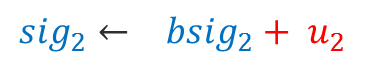 sig₂ ← bsig₂ + u₂